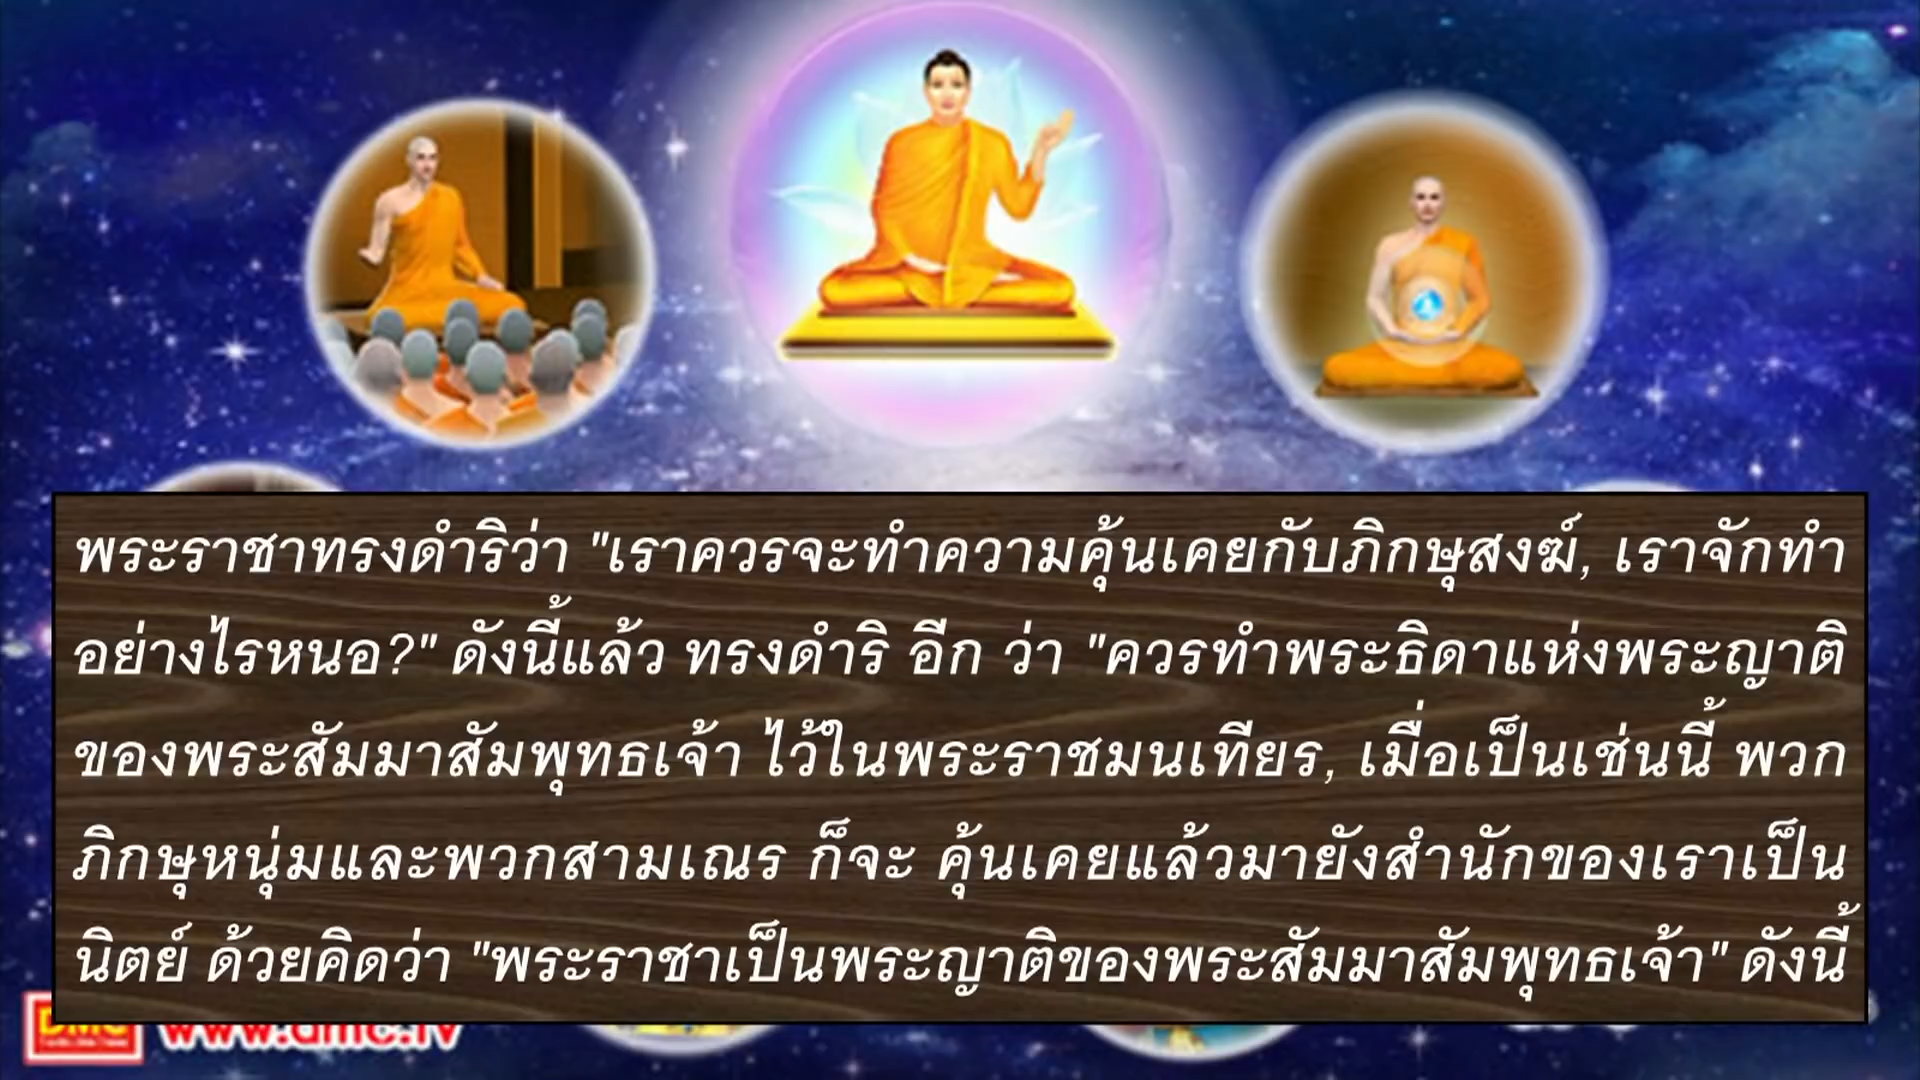 พระราชาทรงดำริว่า "เราควรจะทำความคุ้นเคยกับภิกษุสงฆ์, เราจักทำ
อย่างไรหนอ?" ดังนี้แล้ว ทรงดำริ อีก ว่า "ควรทำพระธิดาแห่งพระญาติ
ของพระสัมมาสัมพุทธเจ้า ไว้ในพระราชมนเทียร, เมื่อเป็นเช่นนี้ พวก
ภิกษุหนุ่มและพวกสามเณร ก็จะ คุ้นเคยแล้วมายังสำนักของเราเป็น
นิตย์ ด้วยคิดว่า "พระราชาเป็นพระญาติของพระสัมมาสัมพุทธเจ้า" ดังนี้
DMC www.dmc.tv